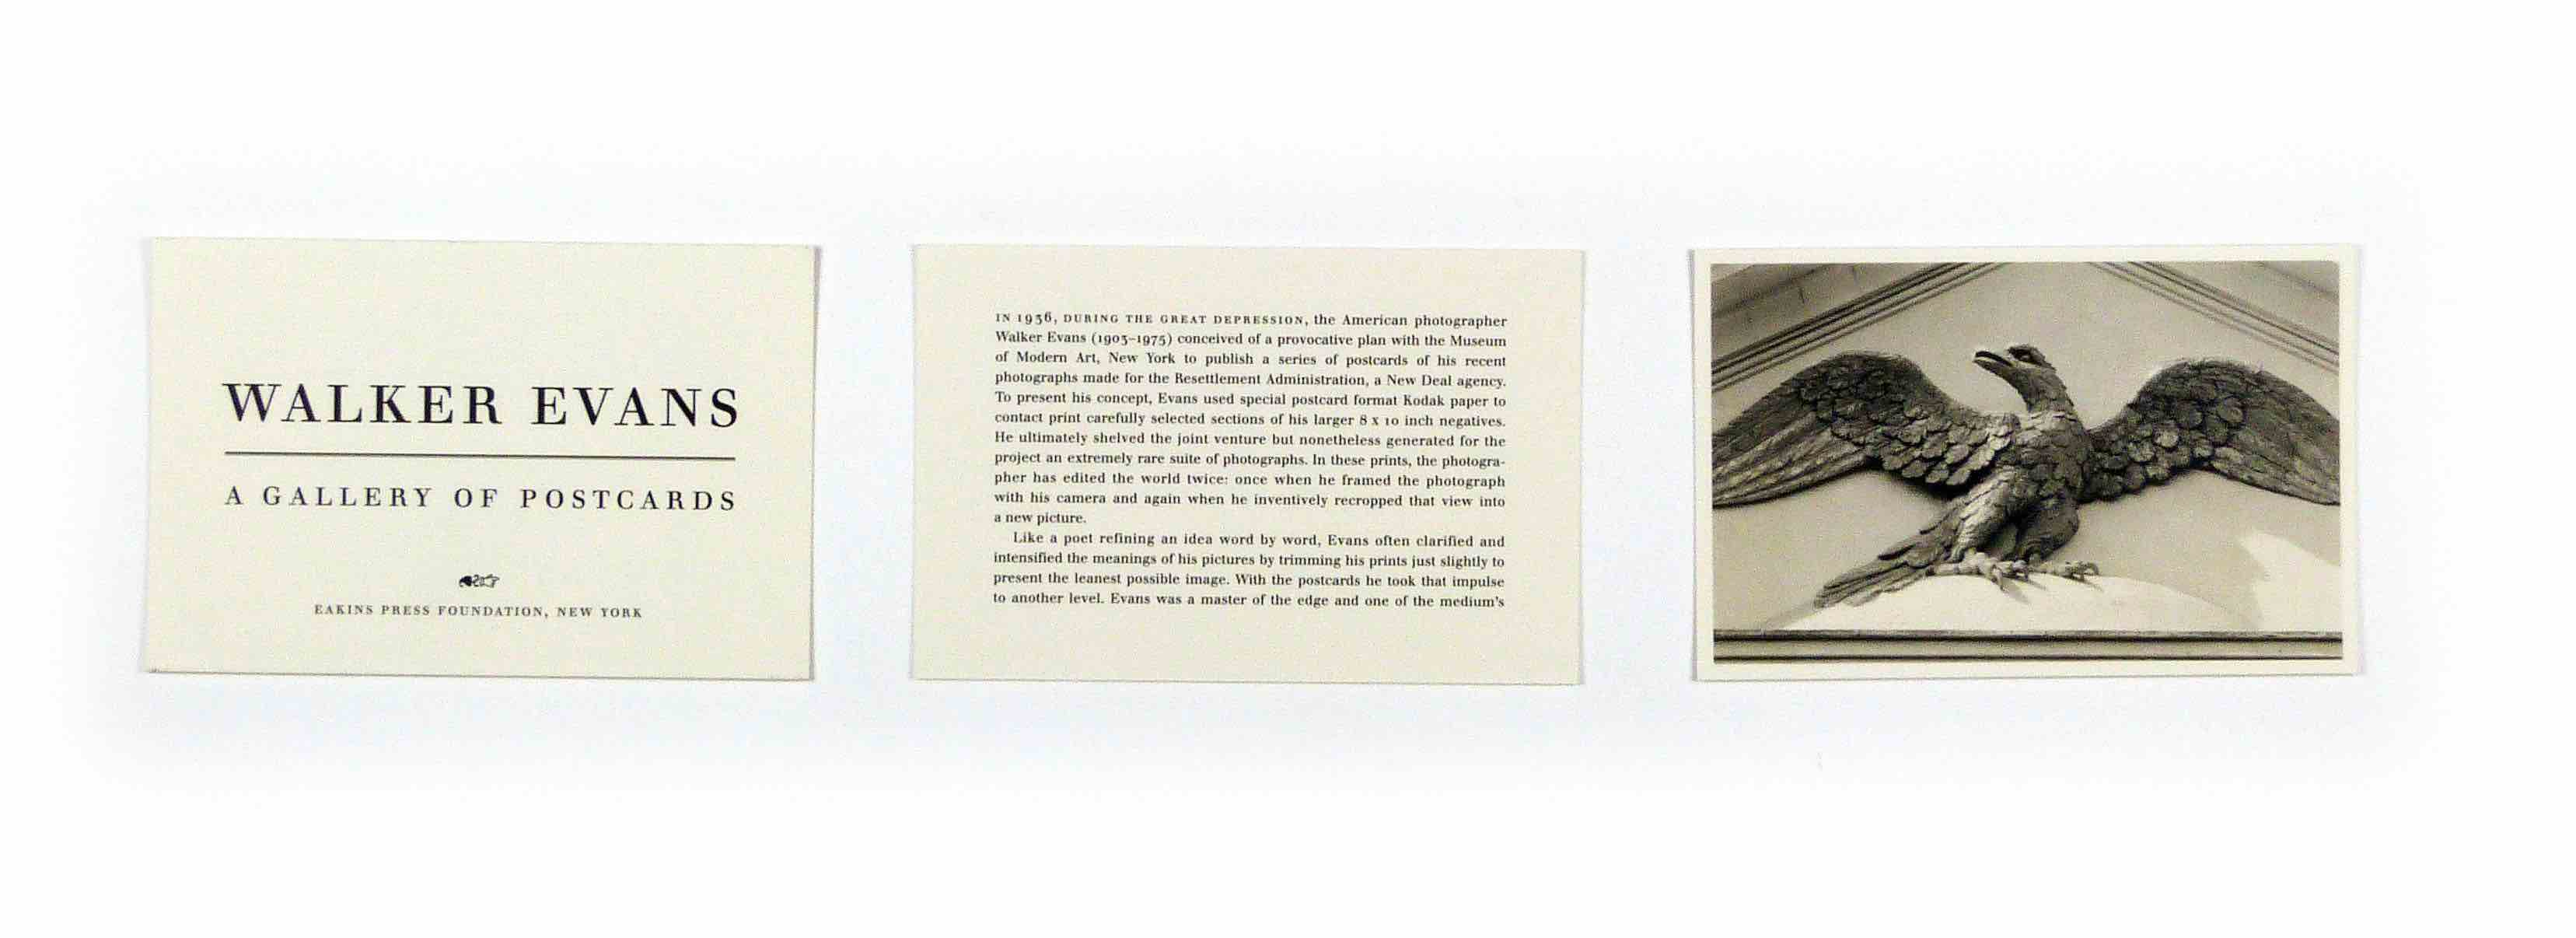 WALKER EVANS
A GALLERY OF POSTCARDS
EAKINS PRESS FOUNDATION, NEW YORK
IN 1936, DURING THE GREAT DEPRESSION, the American photographer
Walker Evans (1903–1975) conceived of a provocative plan with the Museum
of Modern Art, New York to publish a series of postcards of his recent
photographs made for the Resettlement Administration, a New Deal agency.
To present his concept, Evans used special postcard format Kodak paper to
contact print carefully selected sections of his larger 8 x 10 inch negatives.
He ultimately shelved the joint venture but nonetheless generated for the
project an extremely rare suite of photographs. In these prints, the photogra-
pher has edited the world twice: once when he framed the photograph
with his camera and again when he inventively recropped that view into
a new picture.
Like a poet refining an idea word by word, Evans often clarified and
intensified the meanings of his pictures by trimming his prints just slightly to
present the leanest possible image. With the postcards he took that impulse
to another level. Evans was a master of the edge and one of the medium's